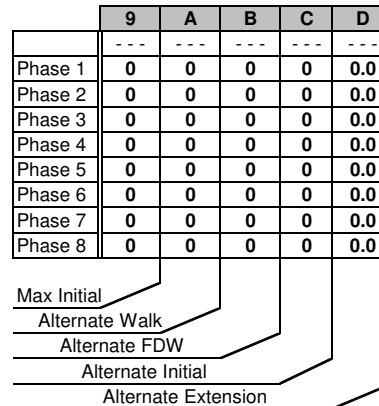 9 A B C D
- - - - - - - - - - - - - - -
Phase 1 0 0 0 0 0.0
Phase 2 0 0 0 0 0.0
Phase 3 0 0 0 0 0.0
Phase 4 0 0 0 0 0.0
Phase 5 0 0 0 0 0.0
Phase 6 0 0 0 0 0.0
Phase 7 0 0 0 0 0.0
Phase 8 0 0 0 0 0.0
Max Initial
Alternate Walk
Alternate FDW
Alternate Initial
Alternate Extension